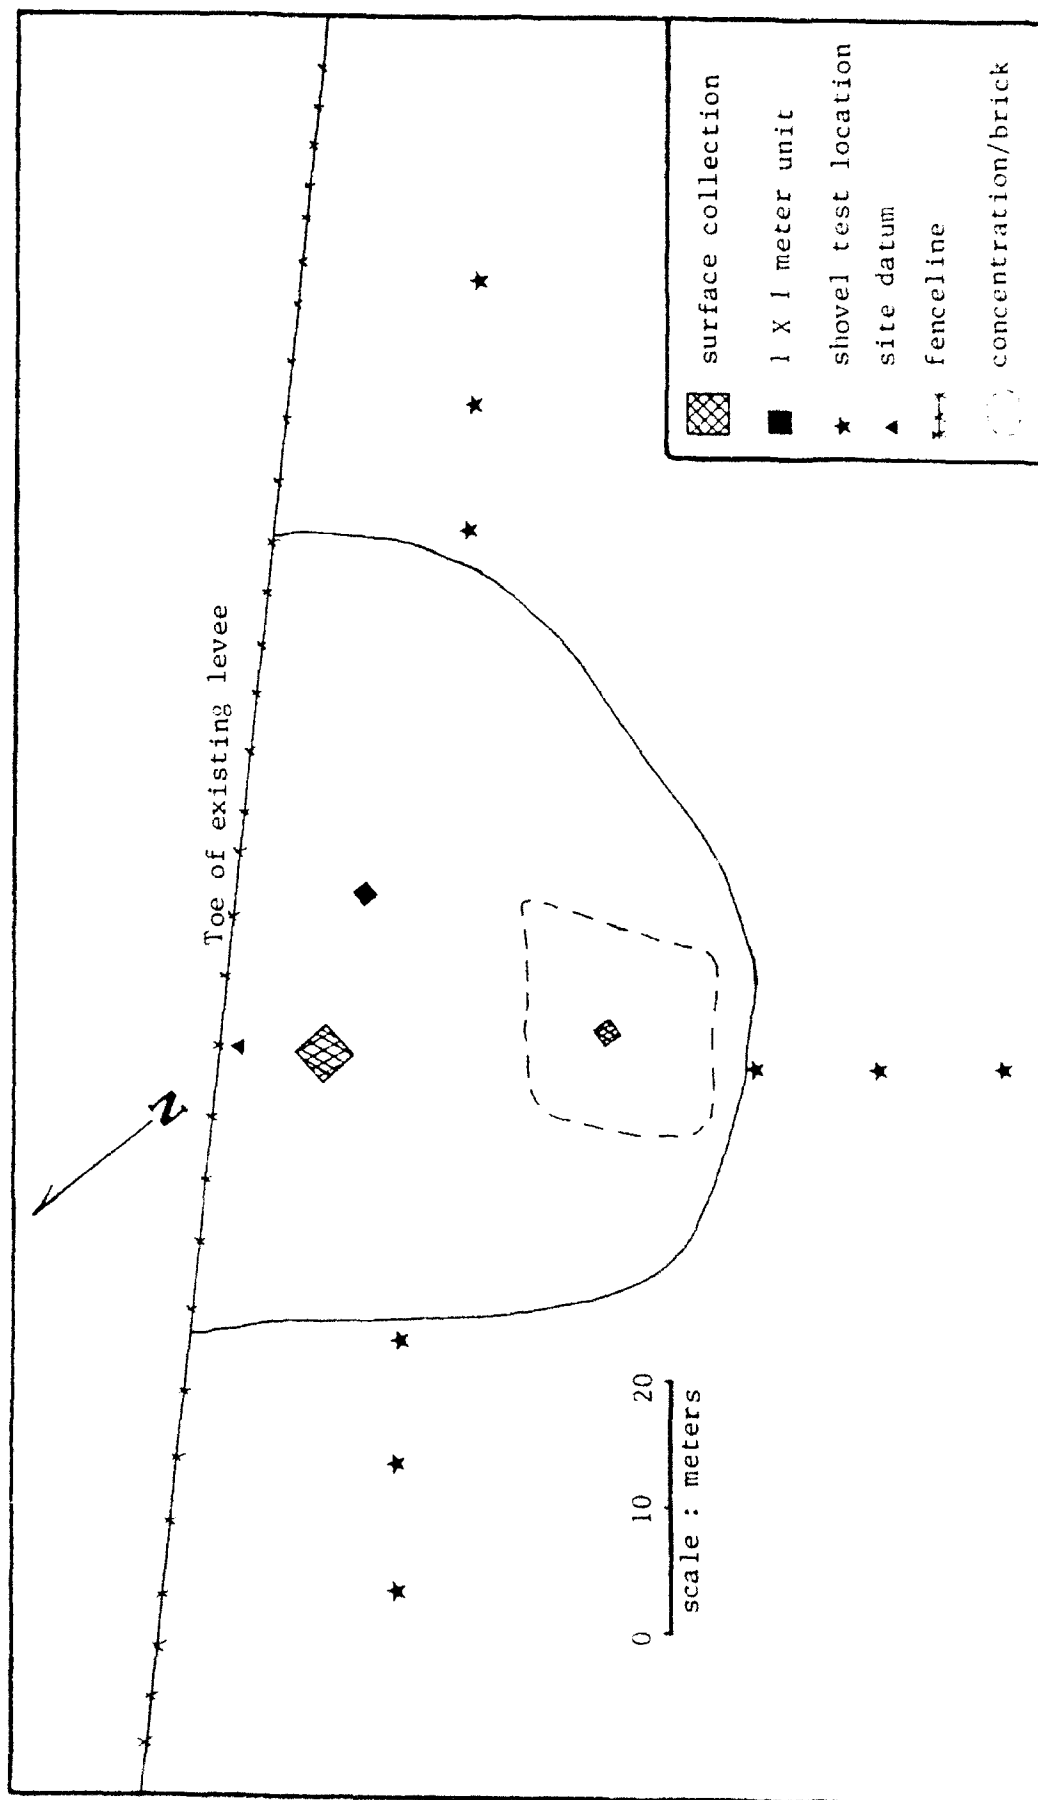 Toe of existing levee
N
0 10 20
scale : meters
surface collection
1 X 1 meter unit
shovel test location
site datum
fenceline
concentration/brick